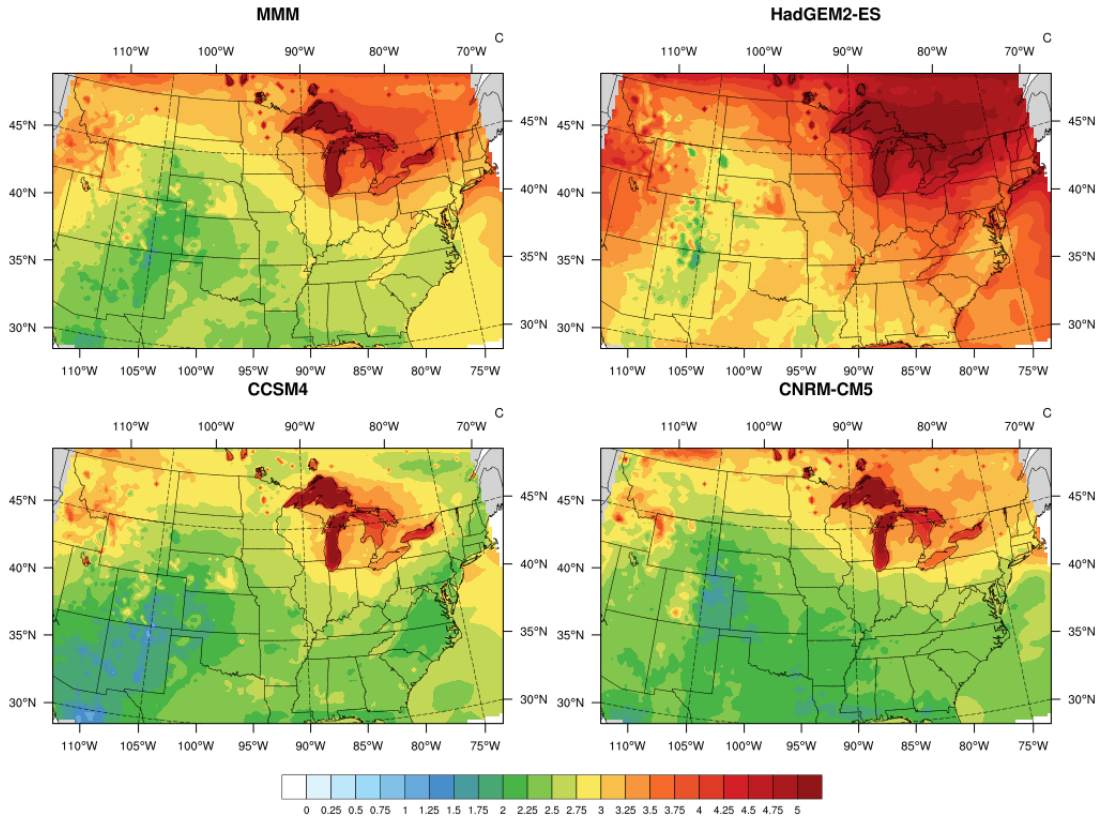 MMM
HadGEM2-ES
C
C
110°W 100°W 90°W 80°W 70°W
110°W 100°W 90°W 80°W 70°W
45°N 45°N
45°N 45°N
40°N 40°N
40°N 40°N
35°N 35°N
35°N 35°N
30°N 30°N
30°N 30°N
110°W 105°W 100°W 95°W 90°W 85°W 80°W 75°W
110°W 105°W 100°W 95°W 90°W 85°W 80°W 75°W
CCSM4
CNRM-CM5
C
C
110°W 100°W 90°W 80°W 70°W
110°W 100°W 90°W 80°W 70°W
45°N 45°N
45°N 45°N
40°N 40°N
40°N 40°N
35°N 35°N
35°N 35°N
30°N 30°N
30°N 30°N
110°W 105°W 100°W 95°W 90°W 85°W 80°W 75°W
110°W 105°W 100°W 95°W 90°W 85°W 80°W 75°W
0 0.25 0.5 0.75 1 1.25 1.5 1.75 2 2.25 2.5 2.75 3 3.25 3.5 3.75 4 4.25 4.5 4.75 5